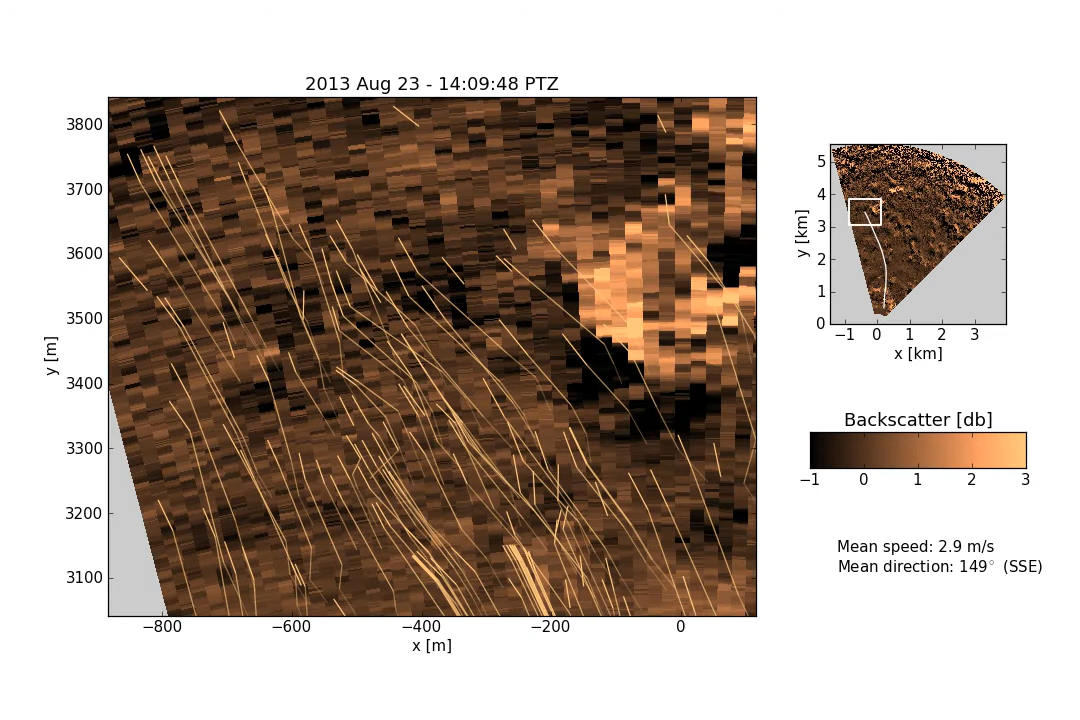 2013 Aug 23 - 14:09:48 PTZ
3800
3700
3600
3500
3400
3300
3200
3100
y [m]
−800 −600 −400 −200 0
x [m]
5
4
3
2
1
0
y [km]
−1 0 1 2 3
x [km]
Backscatter [db]
−1 0 1 2 3
Mean speed: 2.9 m/s
Mean direction: 149° (SSE)